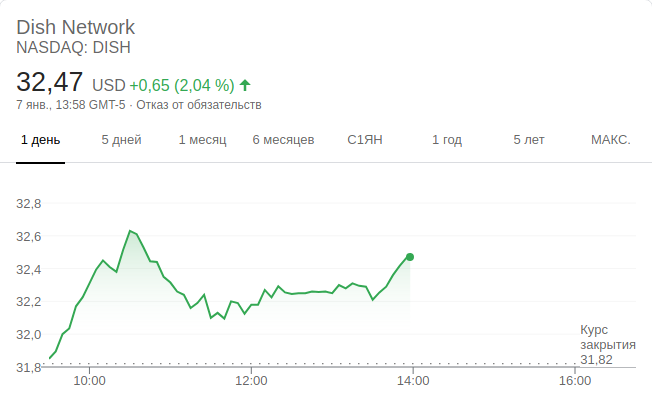 Dish Network
NASDAQ: DISH
32,47 USD +0,65 (2,04 %)
7 янв., 13:58 GMT-5 · Отказ от обязательств
1 день 5 дней 1 месяц 6 месяцев С1ЯН 1 год 5 лет МАКС.
32,8
32,6
32,4
32,2
32,0
31,8
Курс
закрытия
31,82
10:00 12:00 14:00 16:00